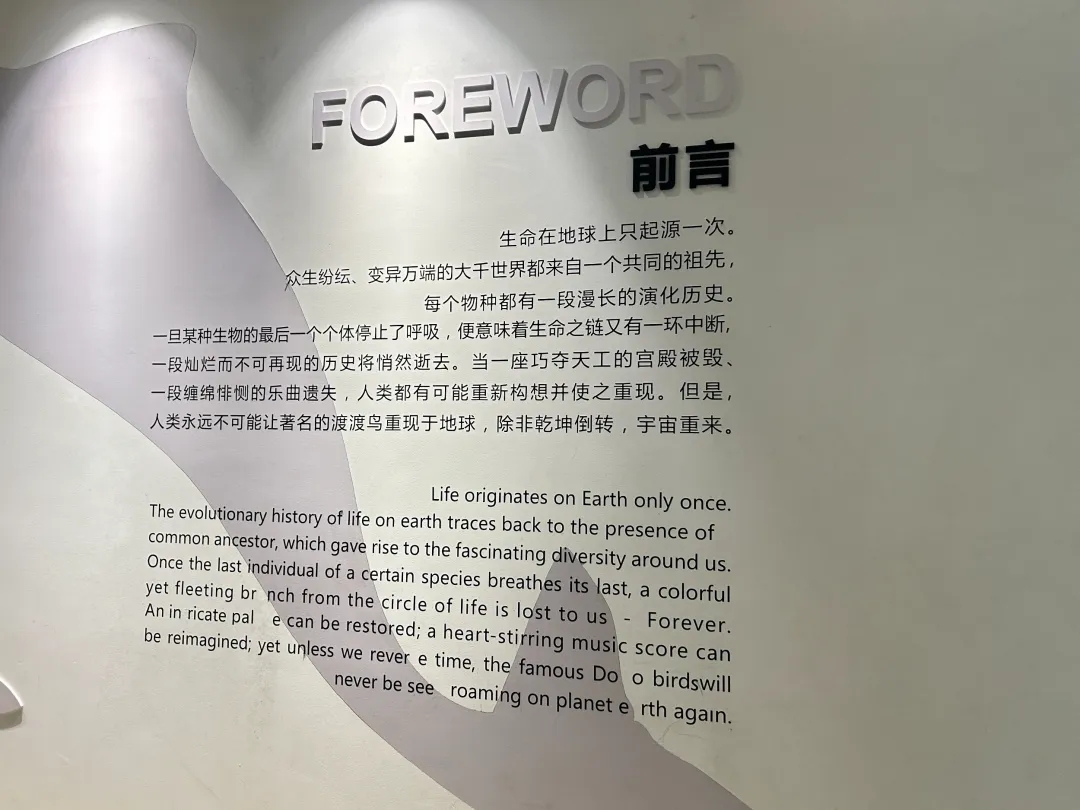 FOREWORD
前言
生命在地球上只起源一次。
众生纷纭、变异万端的大千世界都来自一个共同的祖先，
每个物种都有一段漫长的演化历史。
一旦某种生物的最后一个个体停止了呼吸，便意味着生命之链又有一环中断，
一段灿烂而不可再现的历史将悄然逝去。当一座巧夺天工的宫殿被毁、
一段缠绵悱恻的乐曲遗失，人类都有可能重新构想并使之重现。但是，
人类永远不可能让著名的渡渡鸟重现于地球，除非乾坤倒转，宇宙重来。
Life originates on Earth only once.
The evolutionary history of life on earth traces back to the presence of
common ancestor, which gave rise to the fascinating diversity around us.
Once the last individual of a certain species breathes its last, a colorful
yet fleeting br nch from the circle of life is lost to us - Forever.
An in ricate pal e can be restored; a heart-stirring music score can
be reimagined; yet unless we rever e time, the famous Do o birdswill
never be see roaming on planet e rth again.